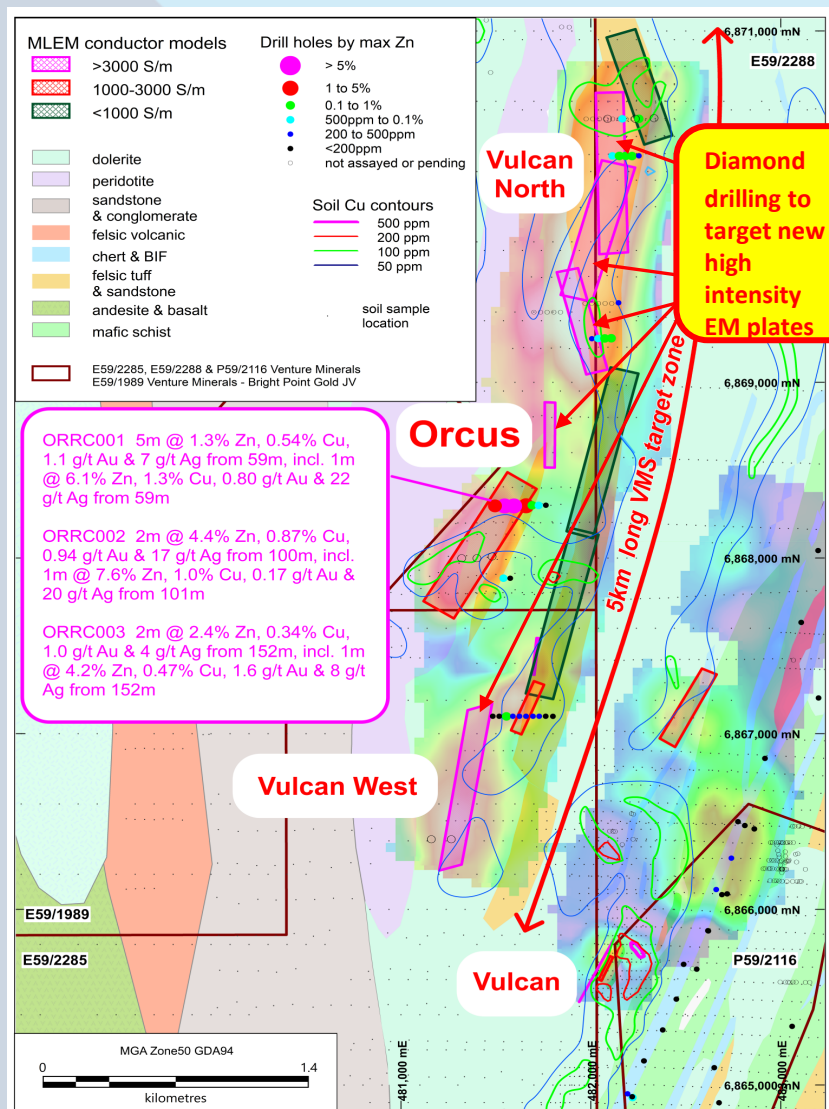 MLEM conductor models
>3000 S/m
1000-3000 S/m
<1000 S/m
dolerite
peridotite
sandstone
& conglomerate
felsic volcanic
chert & BIF
felsic tuff
& sandstone
andesite & basalt
mafic schist
Drill holes by max Zn
> 5%
1 to 5%
0.1 to 1%
500ppm to 0.1%
200 to 500ppm
<200ppm
not assayed or pending
Soil Cu contours
500 ppm
200 ppm
100 ppm
50 ppm
soil sample
location
E59/2285, E59/2288 & P59/2116 Venture Minerals
E59/1989 Venture Minerals - Bright Point Gold JV
6,871,000 mN
E59/2288
Vulcan
North
Diamond
drilling to
target new
high
intensity
EM plates
6,869,000 mN
Orcus
5km long VMS target zone
ORRC001 5m @ 1.3% Zn, 0.54% Cu,
1.1 g/t Au & 7 g/t Ag from 59m, incl. 1m
@ 6.1% Zn, 1.3% Cu, 0.80 g/t Au & 22
g/t Ag from 59m
ORRC002 2m @ 4.4% Zn, 0.87% Cu,
0.94 g/t Au & 17 g/t Ag from 100m, incl.
1m @ 7.6% Zn, 1.0% Cu, 0.17 g/t Au &
20 g/t Ag from 101m
ORRC003 2m @ 2.4% Zn, 0.34% Cu,
1.0 g/t Au & 4 g/t Ag from 152m, incl. 1m
@ 4.2% Zn, 0.47% Cu, 1.6 g/t Au & 8 g/t
Ag from 152m
6,868,000 mN
6,867,000 mN
Vulcan West
E59/1989
6,866,000 mN
E59/2285
Vulcan
P59/2116
MGA Zone50 GDA94
0
1.4
kilometres
481,000 mE
482,000 mE
6,865,000 mN